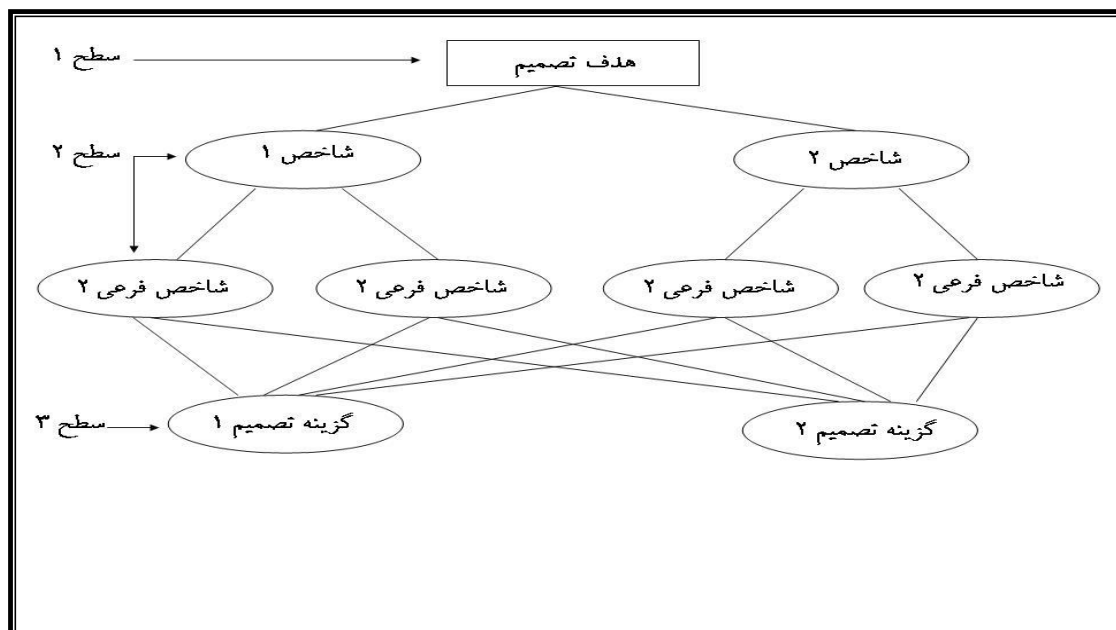 هدف تصمیم
سطح ۱
شاخص ۲
شاخص ۱
سطح ۲
شاخص فرعی ۲
شاخص فرعی ۲
شاخص فرعی ۲
شاخص فرعی ۲
گزینه تصمیم ۲
گزینه تصمیم ۱
سطح ۳